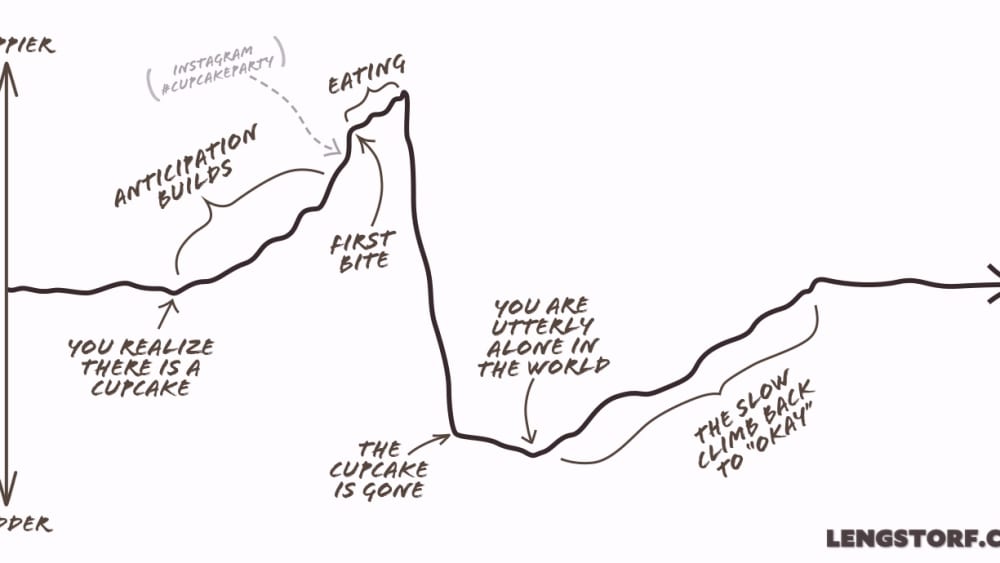 PPIER
(INSTAGRAM
#CUPCAKEPARTY)
EATING
ANTICIPATION
BUILDS
FIRST
BITE
YOU REALIZE
THERE IS A
CUPCAKE
YOU ARE
UTTERLY
ALONE IN
THE WORLD
THE
CUPCAKE
IS GONE
THE SLOW
CLIMB BACK
TO "OKAY"
DDER
LENGSTORF.C